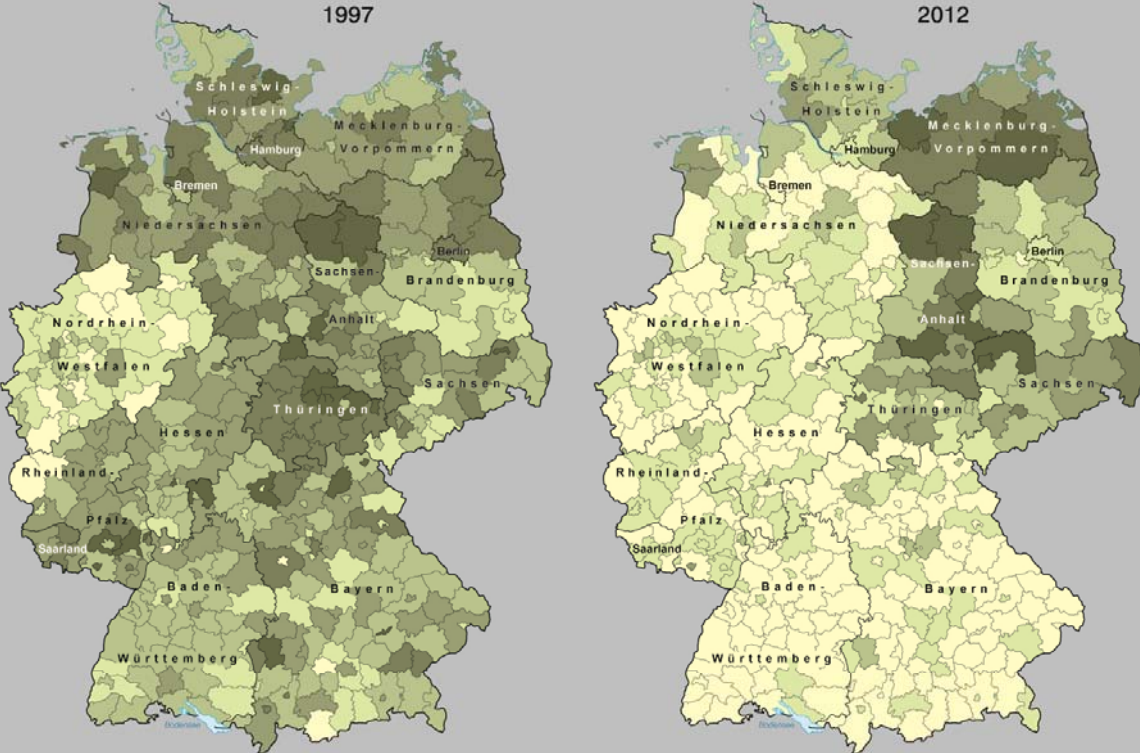 1997
Schleswig-
Holstein
Mecklenburg-
Vorpommern
Hamburg
Bremen
Niedersachsen
Berlin
Sachsen-
Brandenburg
Anhalt
Nordrhein-
Westfalen
Sachsen
Thüringen
Hessen
Rheinland-
Pfalz
Saarland
Baden-
Bayern
Württemberg
Bodensee
2012
Schleswig-
Holstein
Mecklenburg-
Vorpommern
Hamburg
Bremen
Niedersachsen
Berlin
Sachsen-
Brandenburg
Anhalt
Nordrhein-
Westfalen
Sachsen
Thüringen
Hessen
Rheinland-
Pfalz
Saarland
Baden-
Bayern
Württemberg
Bodensee